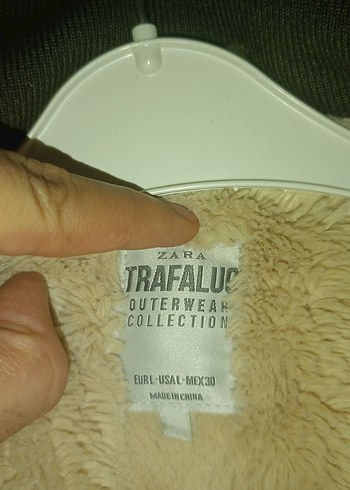 ZARA
TRAFALUC
OUTERWEAR
COLLECTION
EUR L - USA L - MEX 30
MADE IN CHINA